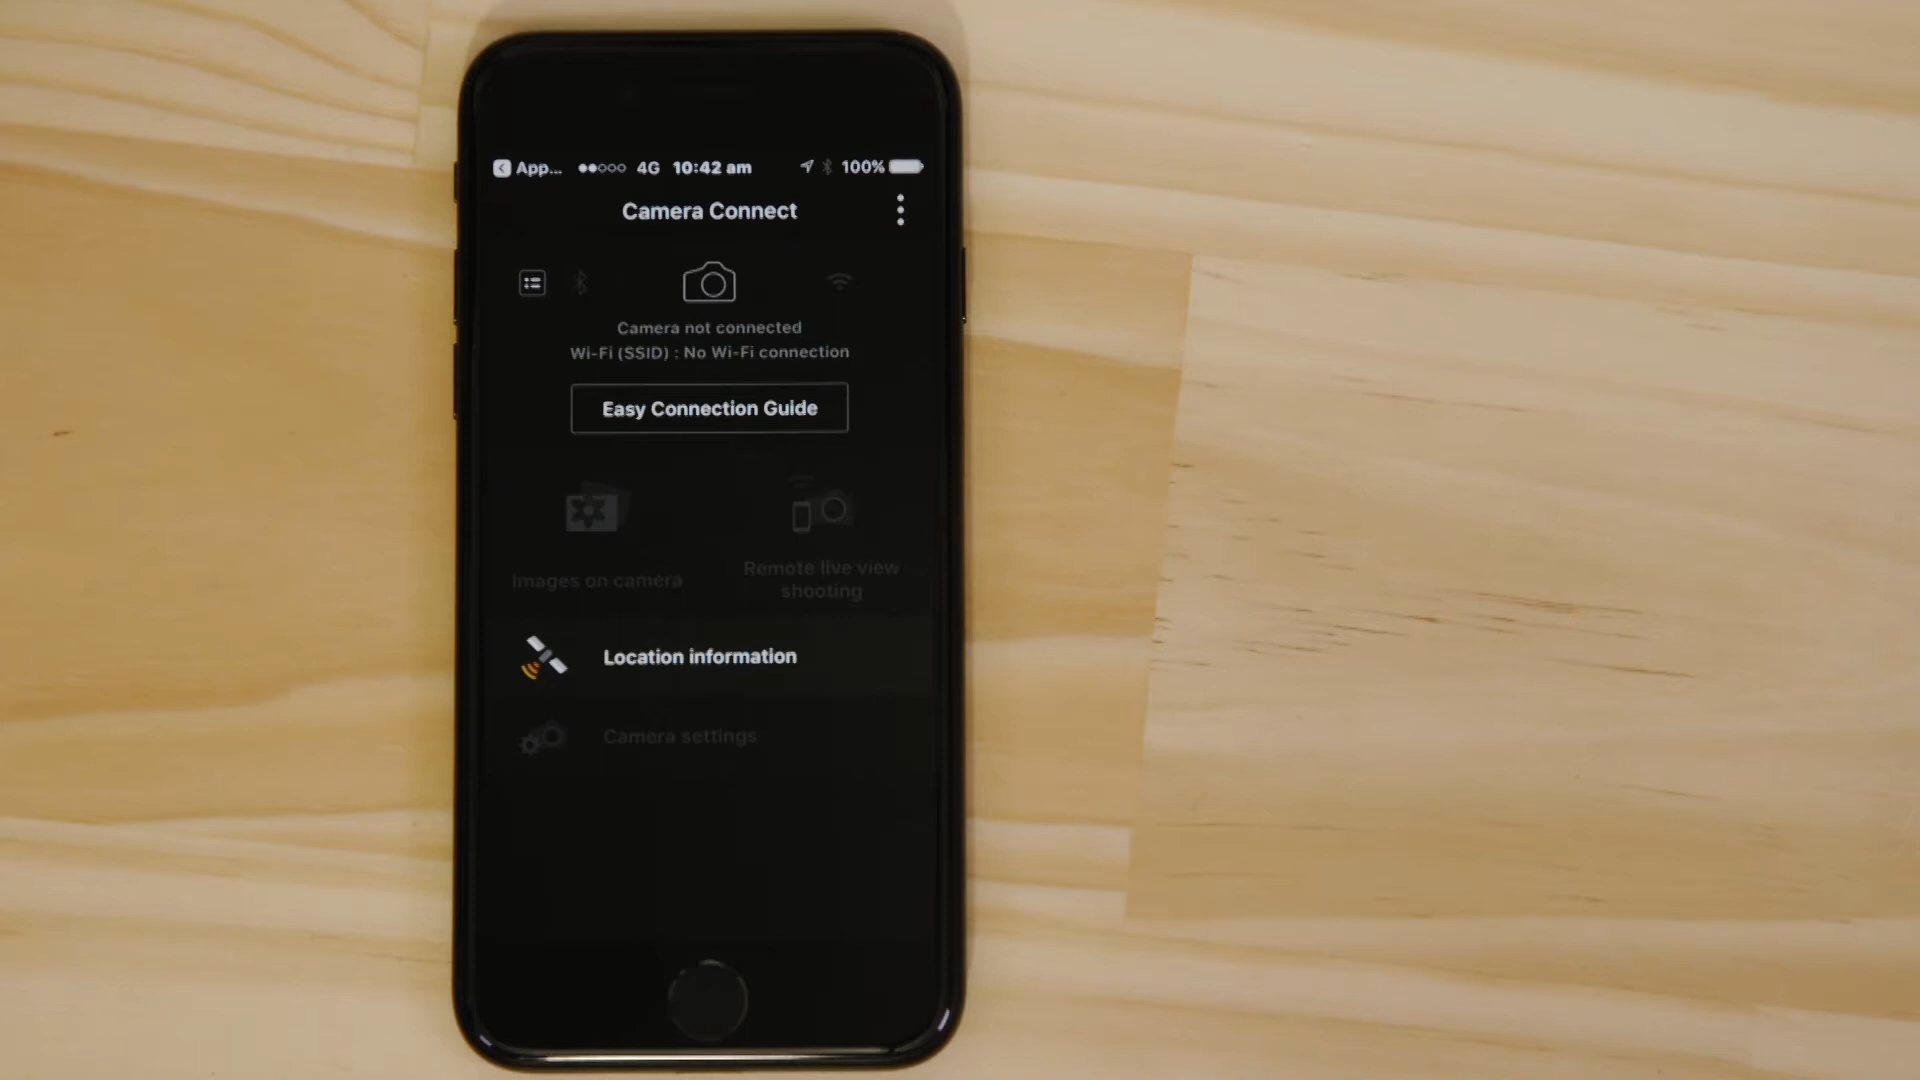 App... 4G 10:42 am 100%
Camera Connect
Camera not connected
Wi-Fi (SSID) : No Wi-Fi connection
Easy Connection Guide
Images on camera
Remote live view
shooting
Location information
Camera settings